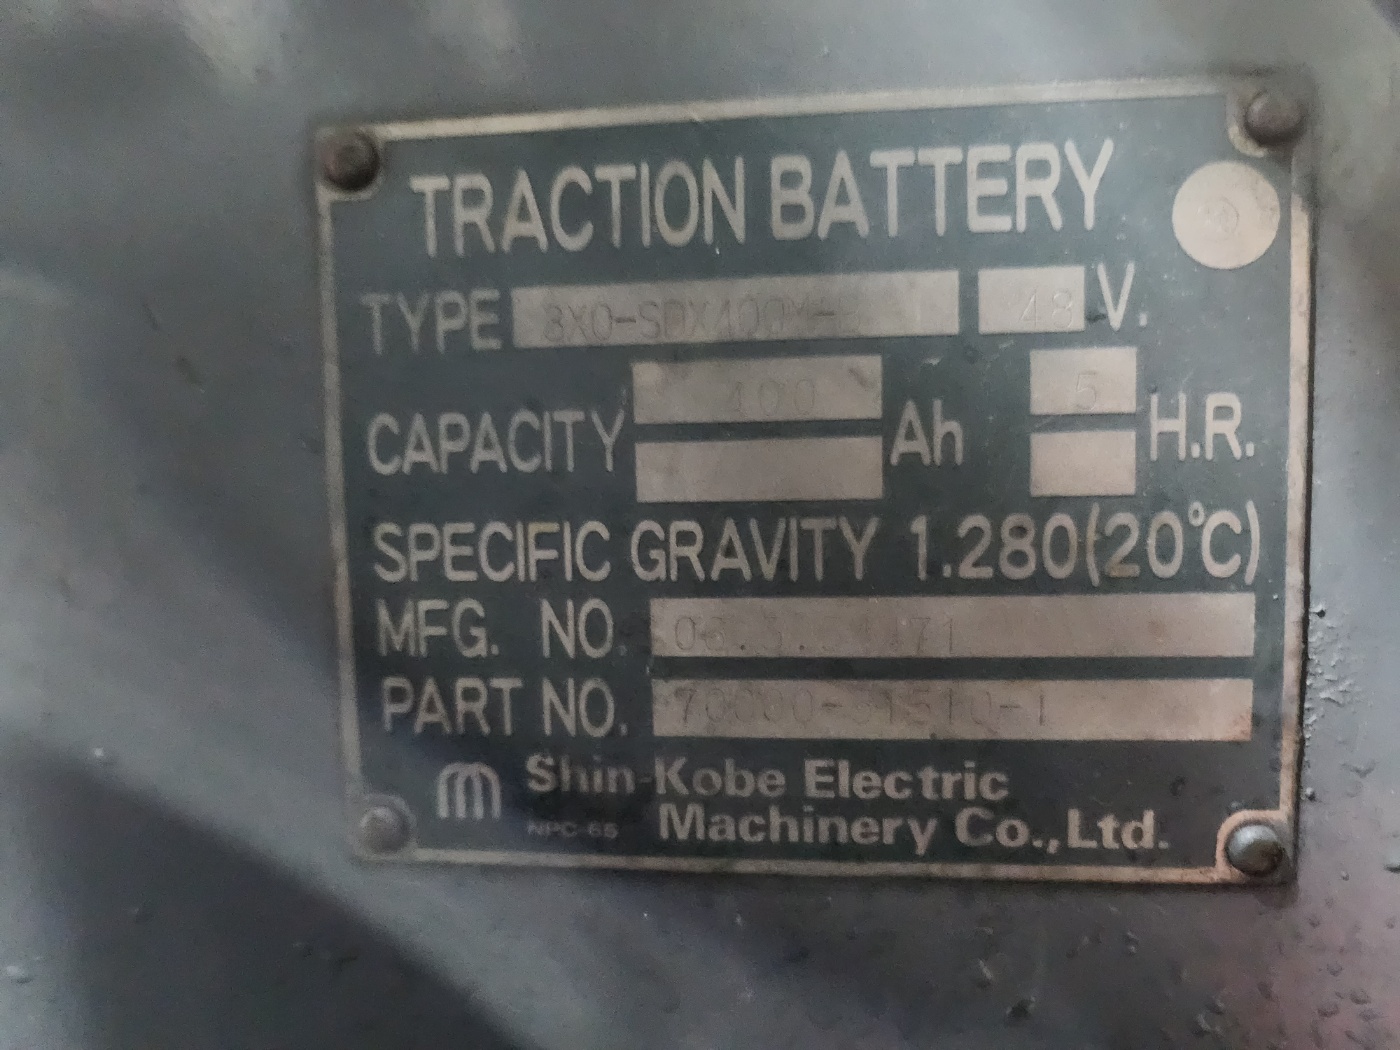 TRACTION BATTERY
TYPE 48 V.
CAPACITY 400 Ah 5 H.R.
SPECIFIC GRAVITY 1.280(20°C)
MFG. NO.
PART NO.
Shin-Kobe Electric
NPC-65 Machinery Co.,Ltd.